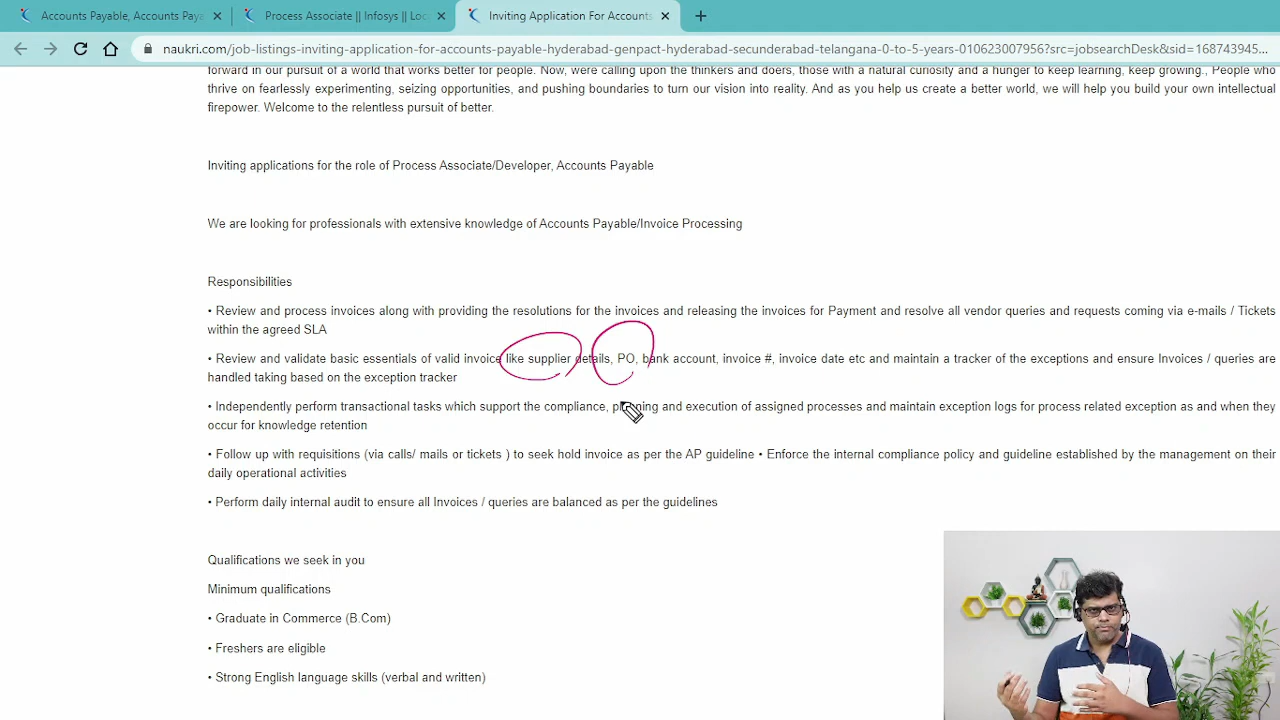 Accounts Payable, Accounts Paya
Process Associate || Infosys || Loc
Inviting Application For Accounts
naukri.com/job-listings-inviting-application-for-accounts-payable-hyderabad-genpact-hyderabad-secunderabad-telangana-0-to-5-years-010623007956?src=jobsearchDesk&sid=168743945...
forward in our pursuit of a world that works better for people. Now, were calling upon the thinkers and doers, those with a natural curiosity and a hunger to keep learning, keep growing., People who
thrive on fearlessly experimenting, seizing opportunities, and pushing boundaries to turn our vision into reality. And as you help us create a better world, we will help you build your own intellectual
firepower. Welcome to the relentless pursuit of better.
Inviting applications for the role of Process Associate/Developer, Accounts Payable
We are looking for professionals with extensive knowledge of Accounts Payable/Invoice Processing
Responsibilities
• Review and process invoices along with providing the resolutions for the invoices and releasing the invoices for Payment and resolve all vendor queries and requests coming via e-mails / Tickets
within the agreed SLA
• Review and validate basic essentials of valid invoice like supplier details, PO, bank account, invoice #, invoice date etc and maintain a tracker of the exceptions and ensure Invoices / queries are
handled taking based on the exception tracker
• Independently perform transactional tasks which support the compliance, planning and execution of assigned processes and maintain exception logs for process related exception as and when they
occur for knowledge retention
• Follow up with requisitions (via calls/ mails or tickets ) to seek hold invoice as per the AP guideline • Enforce the internal compliance policy and guideline established by the management on their
daily operational activities
• Perform daily internal audit to ensure all Invoices / queries are balanced as per the guidelines
Qualifications we seek in you
Minimum qualifications
• Graduate in Commerce (B.Com)
• Freshers are eligible
• Strong English language skills (verbal and written)